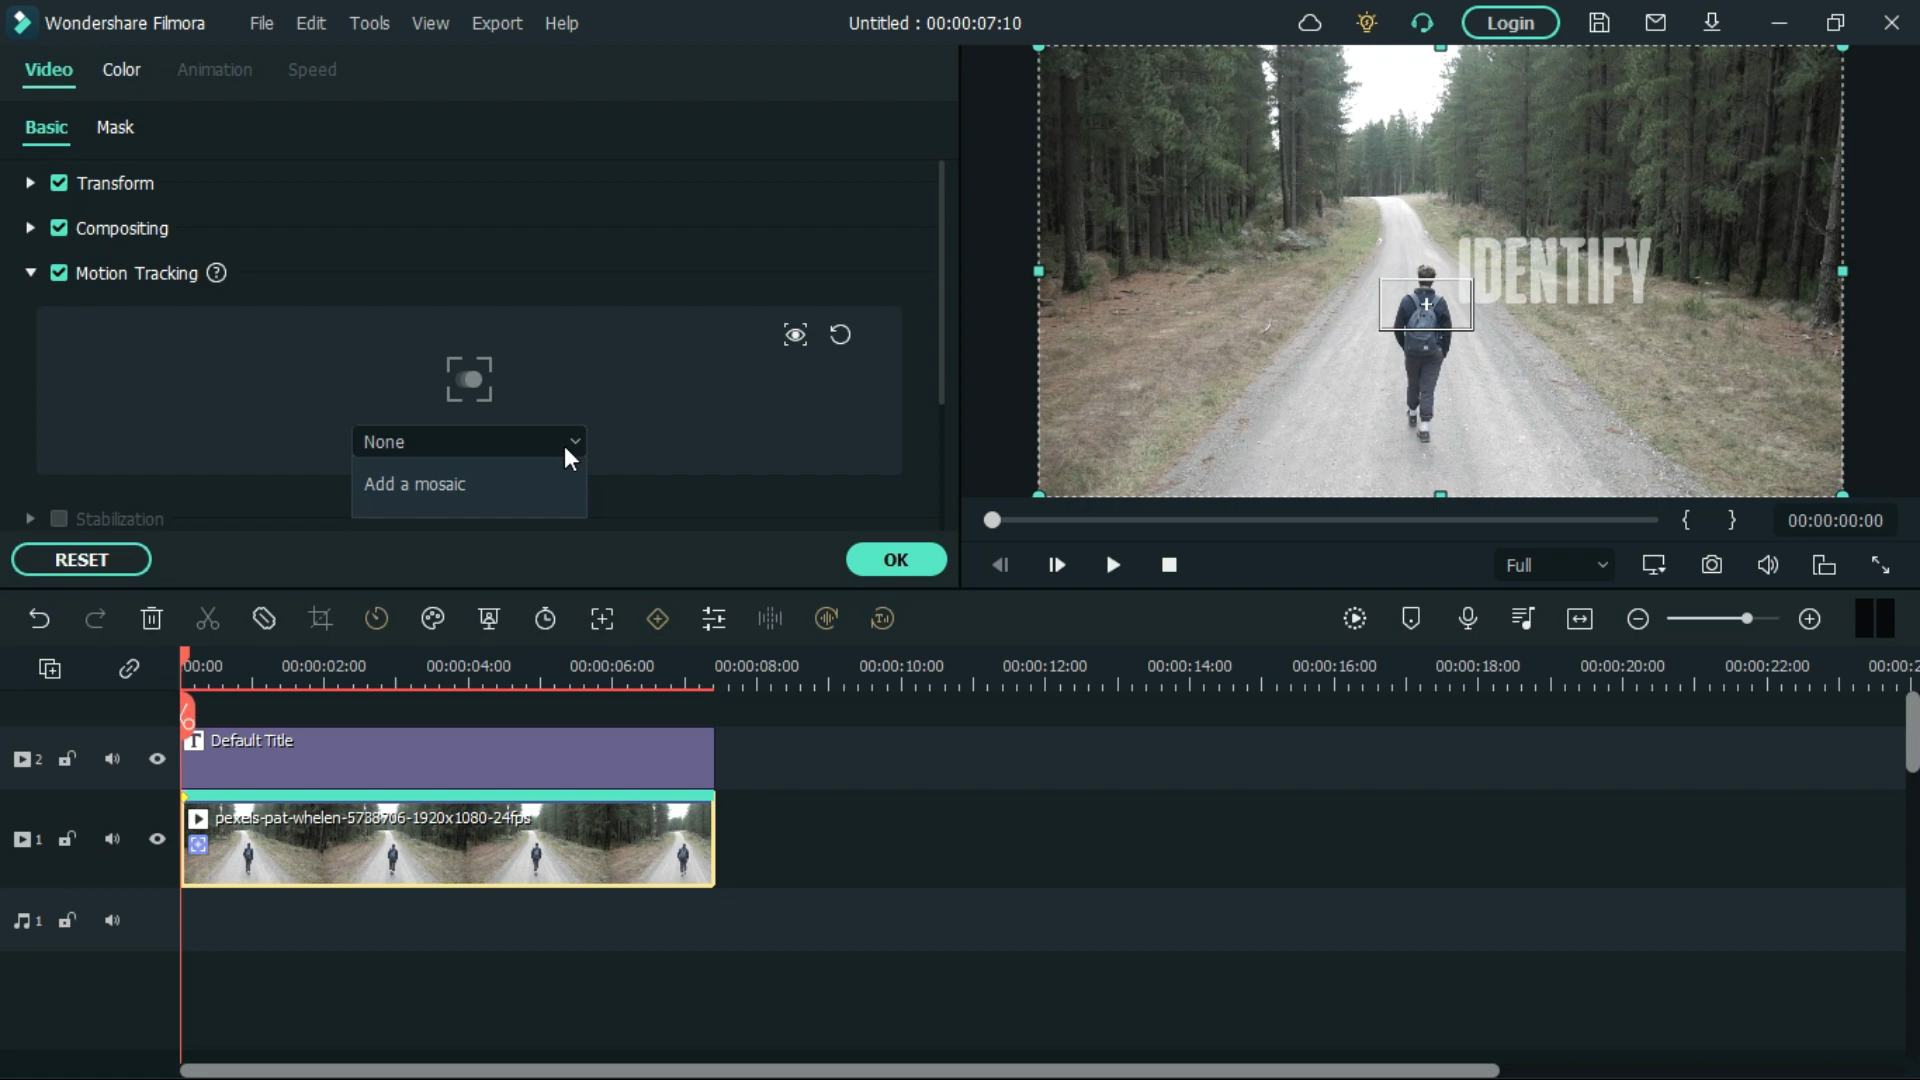 Wondershare Filmora File Edit Tools View Export Help Untitled : 00:00:07:10 Login
Video Color Animation Speed
Basic Mask
Transform
Compositing
Motion Tracking ?
None
Add a mosaic
Stabilization
RESET OK
IDENTIFY
{ } 00:00:00:00
Full
00:00 00:00:02:00 00:00:04:00 00:00:06:00 00:00:08:00 00:00:10:00 00:00:12:00 00:00:14:00 00:00:16:00 00:00:18:00 00:00:20:00 00:00:22:00 00:00:2
2 T Default Title
1 pexels-pat-whelen-5738706-1920x1080-24fps
1